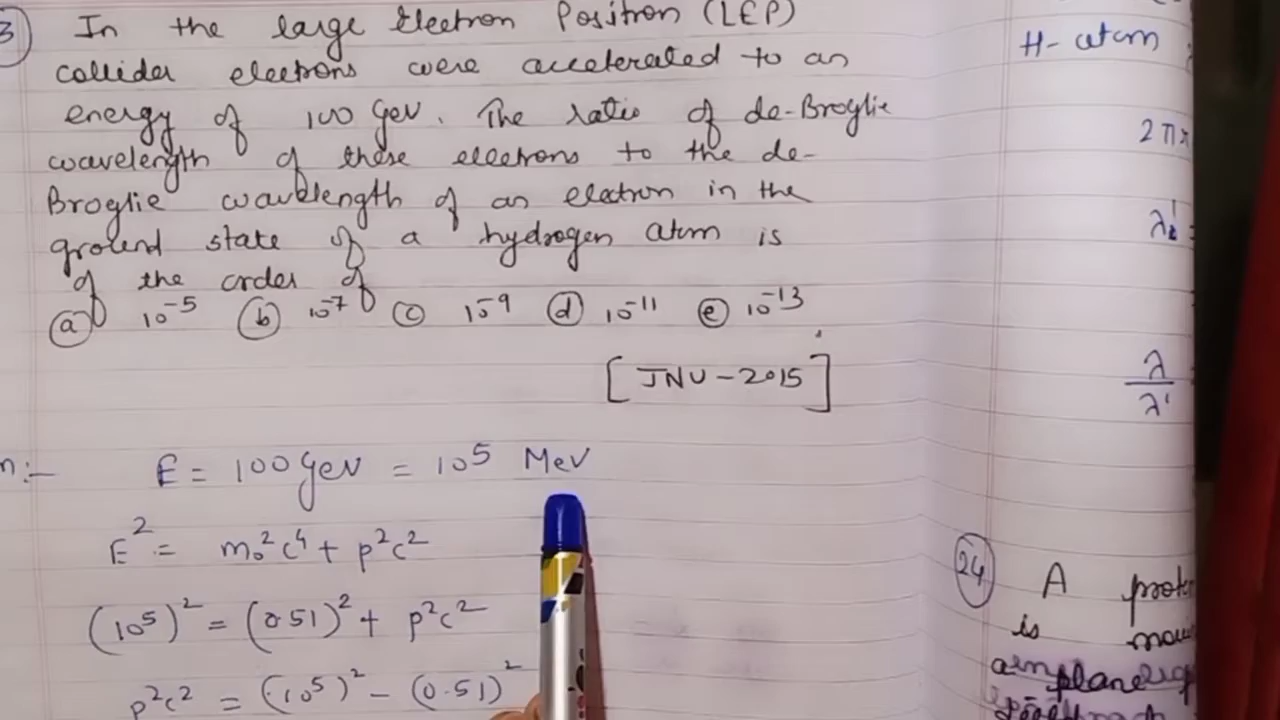 3 In the large Electron Positron (LEP)
collider electrons were accelerated to an
energy of 100 GeV. The ratio of de-Broglie
wavelength of these electrons to the de-
Broglie wavelength of an electron in the
ground state of a hydrogen atom is
of the order of
(a) 10⁻⁵ (b) 10⁻⁷ (c) 10⁻⁹ (d) 10⁻¹¹ (e) 10⁻¹³
[JNU-2015]
n:- E = 100 GeV = 10⁵ MeV
E² = m₀²c⁴ + p²c²
(10⁵)² = (0.51)² + p²c²
p²c² = (10⁵)² - (0.51)²
H-atom
2π
λ'
λ/λ'
24 A
is
plane